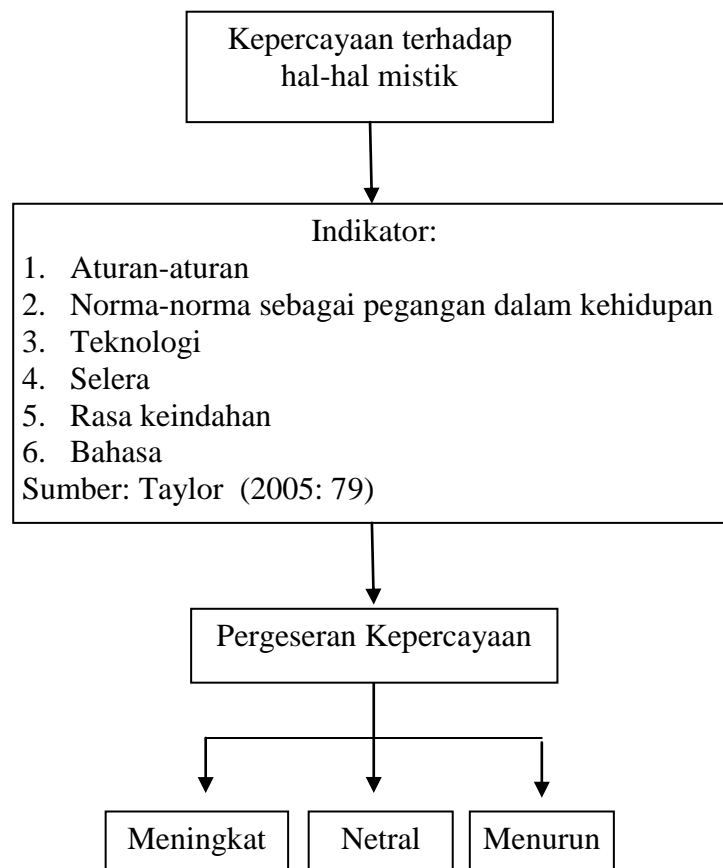 Kepercayaan terhadap
hal-hal mistik
Indikator:
1. Aturan-aturan
2. Norma-norma sebagai pegangan dalam kehidupan
3. Teknologi
4. Selera
5. Rasa keindahan
6. Bahasa
Sumber: Taylor (2005: 79)
Pergeseran Kepercayaan
Meningkat
Netral
Menurun